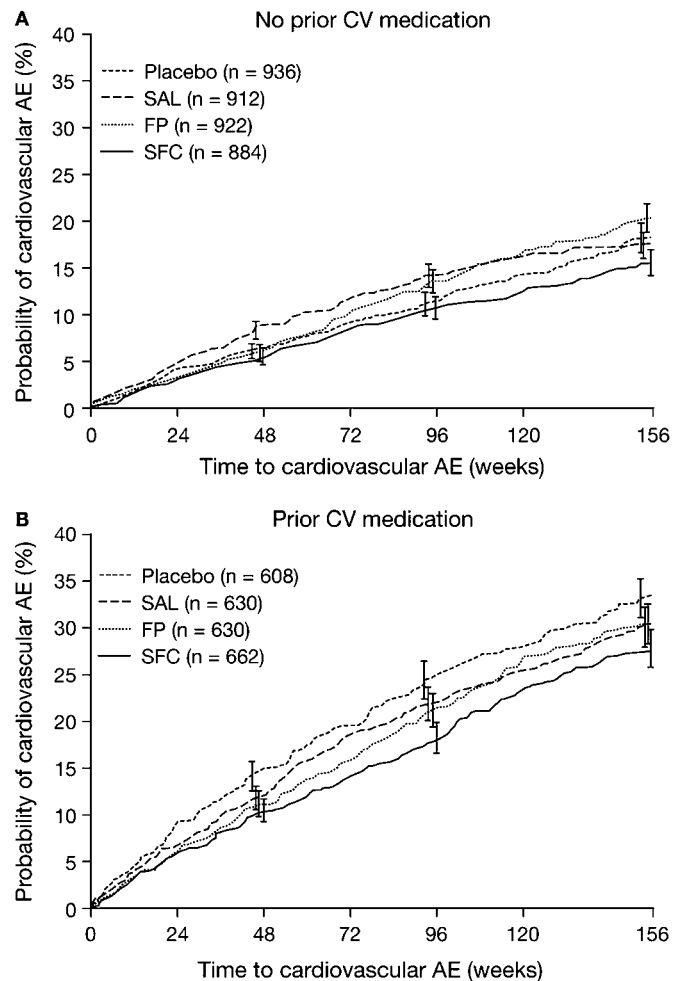 A
No prior CV medication
Probability of cardiovascular AE (%)
40
35
30
25
20
15
10
5
0
Placebo (n = 936)
SAL (n = 912)
FP (n = 922)
SFC (n = 884)
0 24 48 72 96 120 156
Time to cardiovascular AE (weeks)
B
Prior CV medication
Probability of cardiovascular AE (%)
40
35
30
25
20
15
10
5
0
Placebo (n = 608)
SAL (n = 630)
FP (n = 630)
SFC (n = 662)
0 24 48 72 96 120 156
Time to cardiovascular AE (weeks)